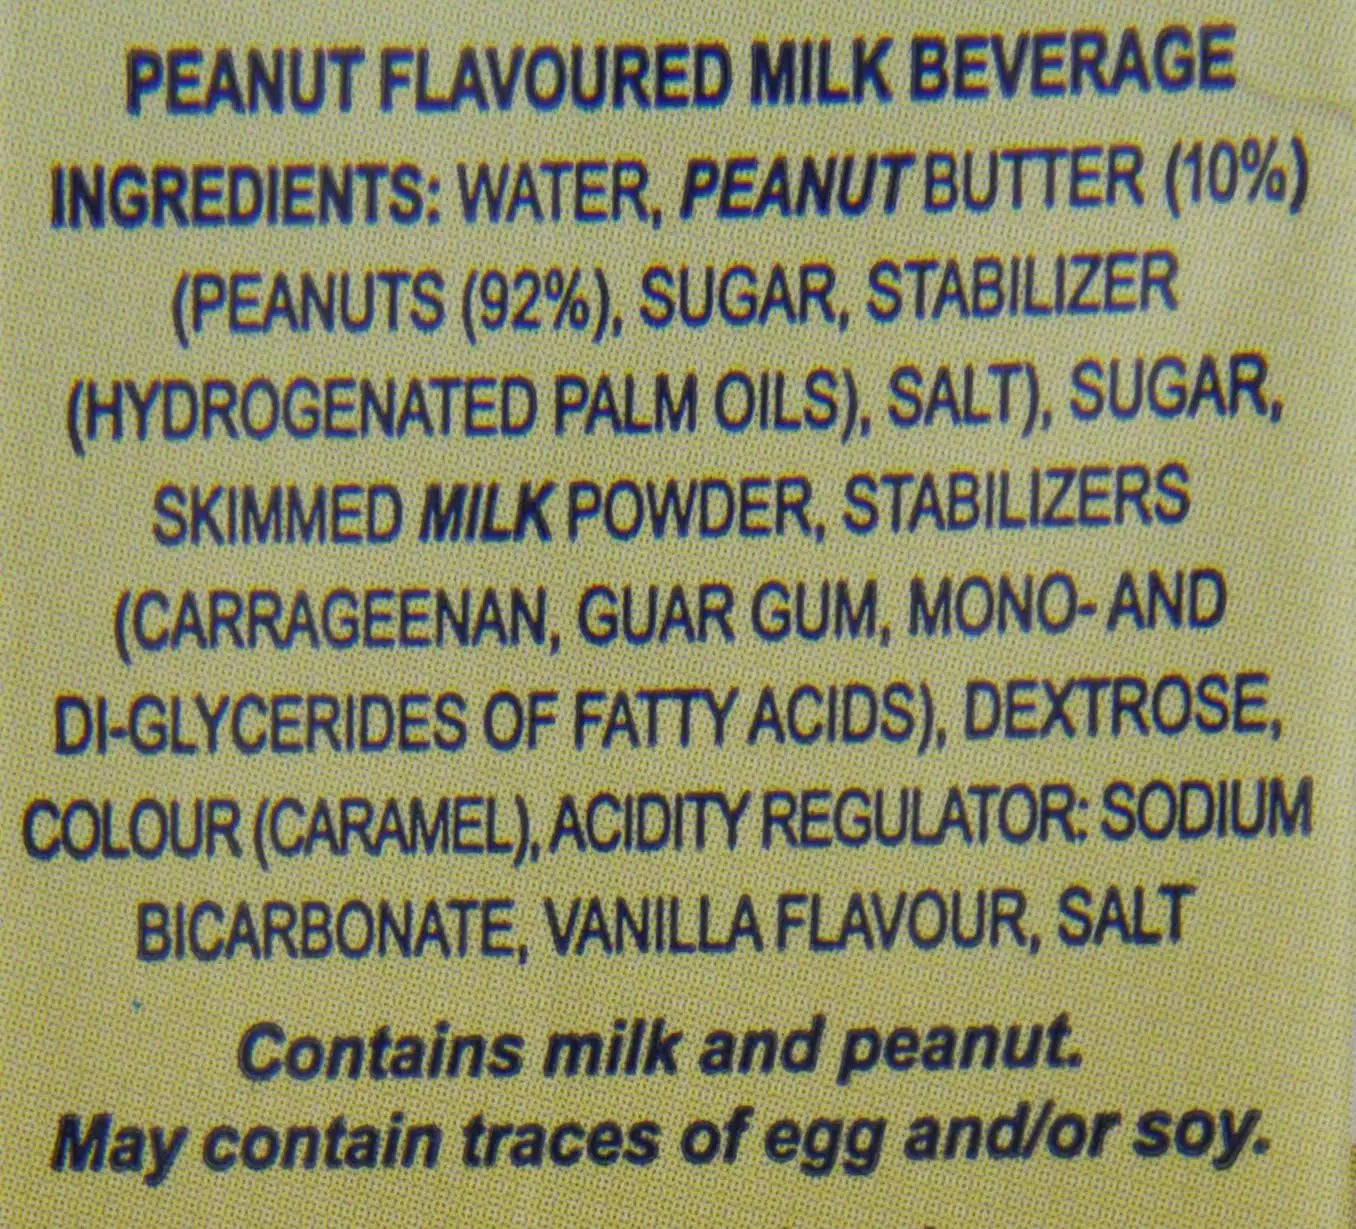 PEANUT FLAVOURED MILK BEVERAGE
INGREDIENTS: WATER, PEANUT BUTTER (10%)
(PEANUTS (92%), SUGAR, STABILIZER
(HYDROGENATED PALM OILS), SALT), SUGAR,
SKIMMED MILK POWDER, STABILIZERS
(CARRAGEENAN, GUAR GUM, MONO- AND
DI-GLYCERIDES OF FATTY ACIDS), DEXTROSE,
COLOUR (CARAMEL), ACIDITY REGULATOR: SODIUM
BICARBONATE, VANILLA FLAVOUR, SALT
Contains milk and peanut.
May contain traces of egg and/or soy.